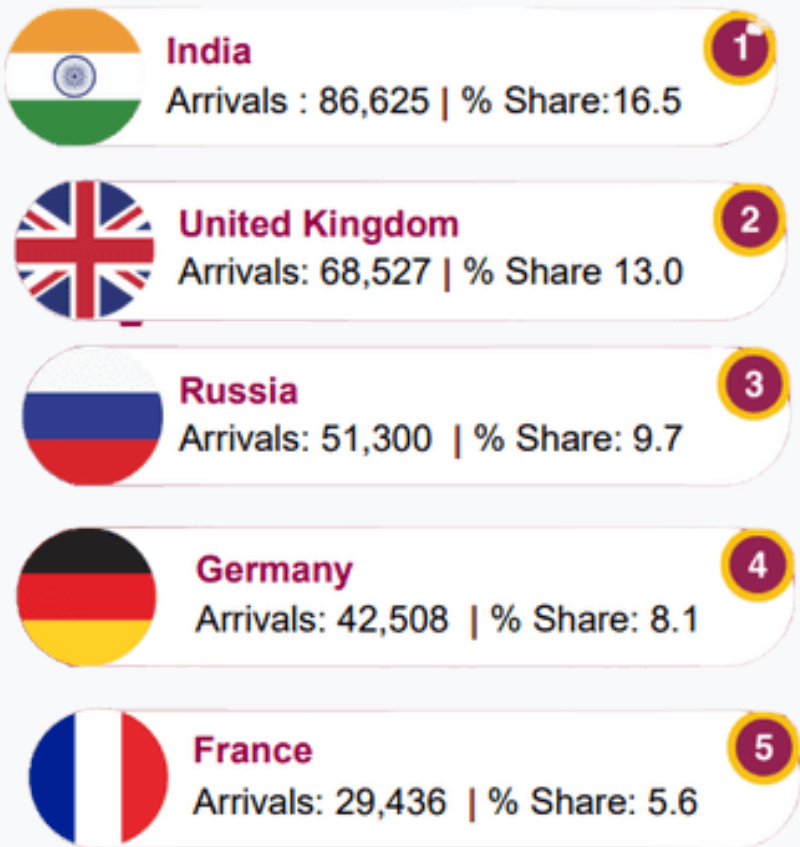 India
1
Arrivals : 86,625 | % Share:16.5
United Kingdom
2
Arrivals: 68,527 | % Share 13.0
Russia
3
Arrivals: 51,300 | % Share: 9.7
Germany
4
Arrivals: 42,508 | % Share: 8.1
France
5
Arrivals: 29,436 | % Share: 5.6